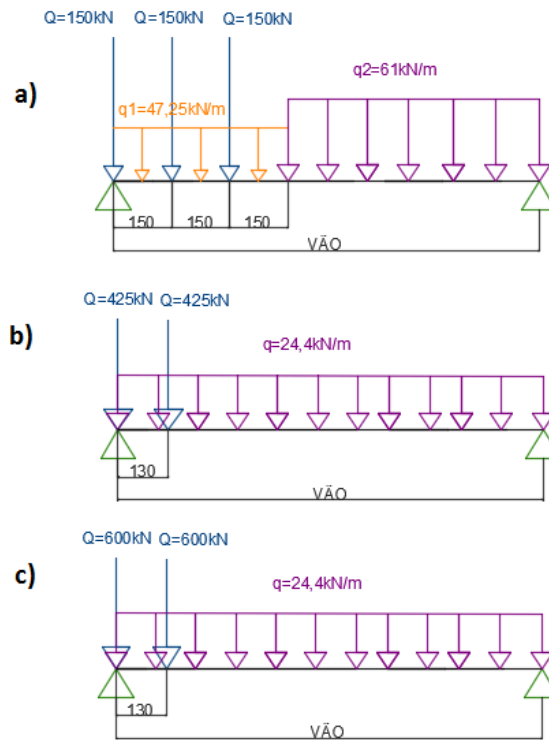 Q=150kN Q=150kN Q=150kN
a)
q1=47,25kN/m
q2=61kN/m
150 150 150
VÃO
Q=425kN Q=425kN
b)
q=24,4kN/m
130
VÃO
Q=600kN Q=600kN
c)
q=24,4kN/m
130
VÃO